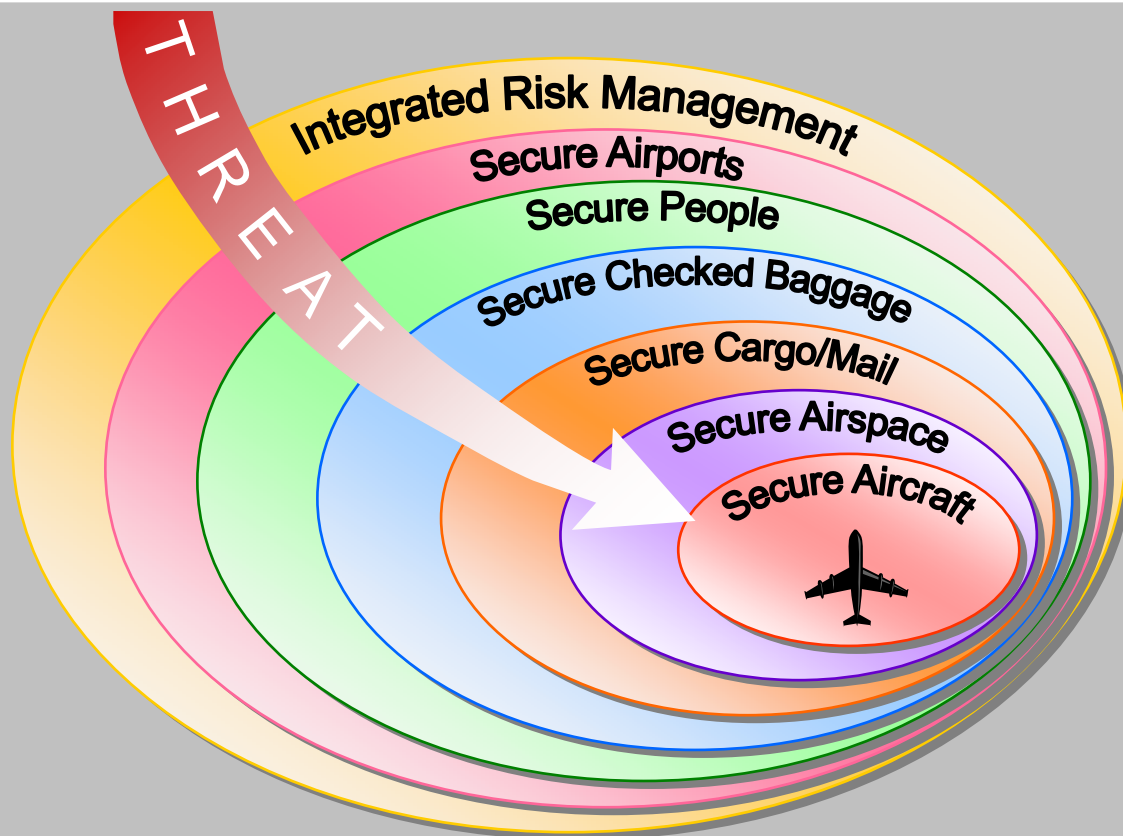 THREAT
Integrated Risk Management
Secure Airports
Secure People
Secure Checked Baggage
Secure Cargo/Mail
Secure Airspace
Secure Aircraft